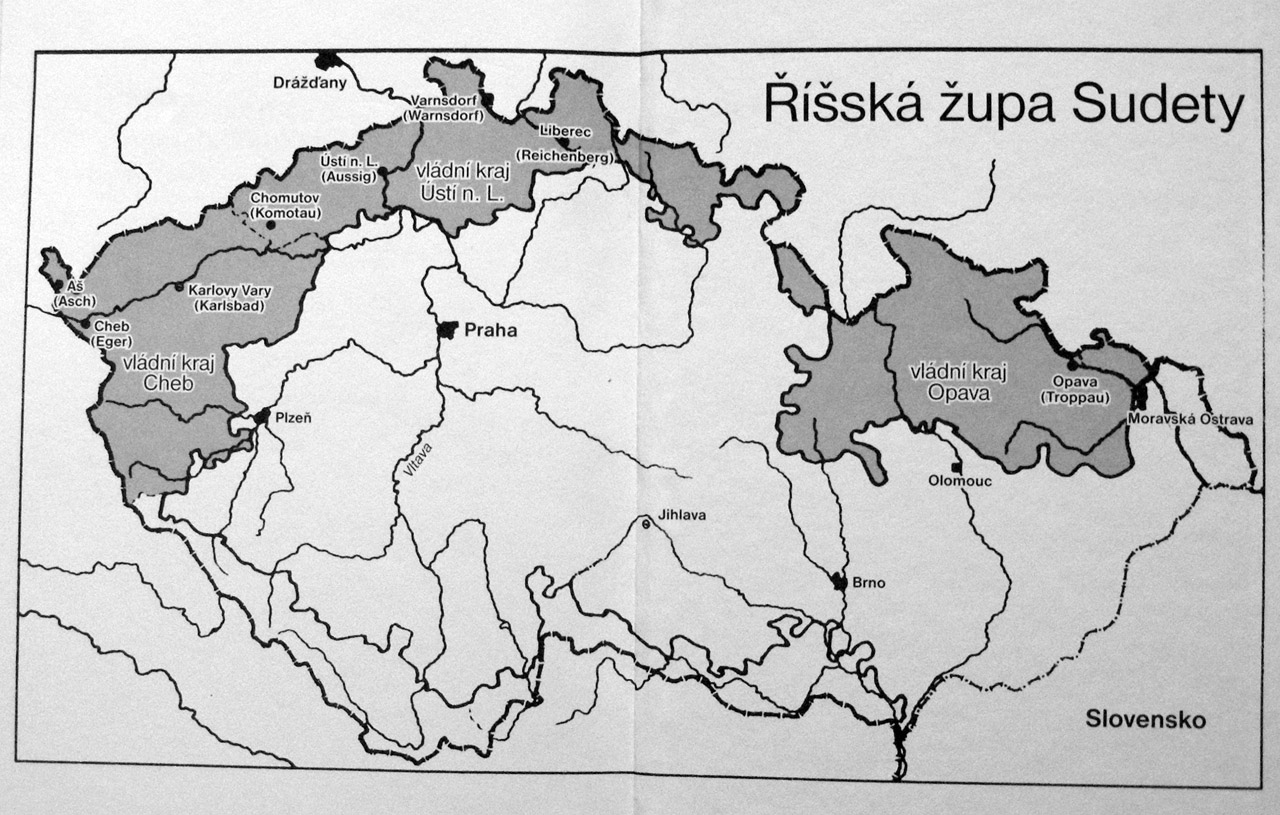 Říšská župa Sudety
Drážďany
Varnsdorf
(Warnsdorf)
Liberec
(Reichenberg)
Ústí n. L.
(Aussig)
vládní kraj
Ústí n. L.
Chomutov
(Komotau)
Aš
(Asch)
Karlovy Vary
(Karlsbad)
Cheb
(Eger)
vládní kraj
Cheb
Praha
Plzeň
Vltava
vládní kraj
Opava
Opava
(Troppau)
Moravská Ostrava
Olomouc
Jihlava
Brno
Slovensko